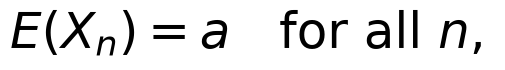 E(Xₙ) = a for all n,